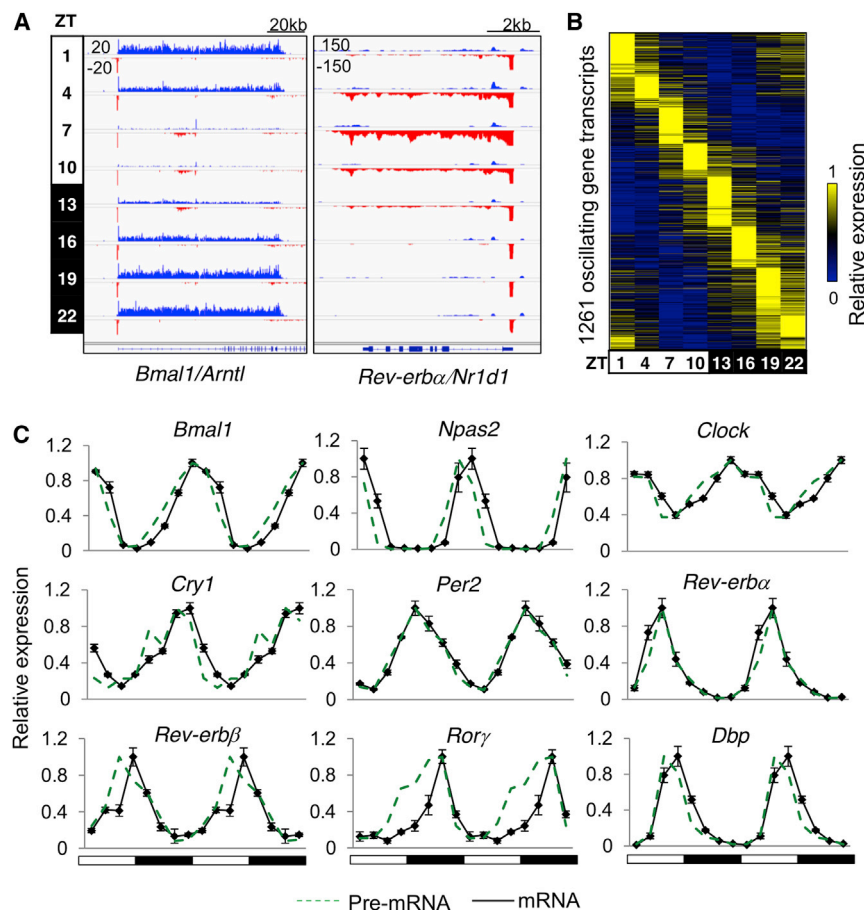 A
ZT
20kb
2kb
20
-20
150
-150
1
4
7
10
13
16
19
22
Bmal1/Arntl
Rev-erbα/Nr1d1
B
1261 oscillating gene transcripts
1
0
Relative expression
ZT 1 4 7 10 13 16 19 22
C
Relative expression
Bmal1
1.2
0.8
0.4
0
Npas2
1.2
0.8
0.4
0
Clock
1.2
0.8
0.4
0
Cry1
1.2
0.8
0.4
0
Per2
1.2
0.8
0.4
0
Rev-erbα
1.2
0.8
0.4
0
Rev-erbβ
1.2
0.8
0.4
0
Rorγ
1.2
0.8
0.4
0
Dbp
1.2
0.8
0.4
0
Pre-mRNA
mRNA